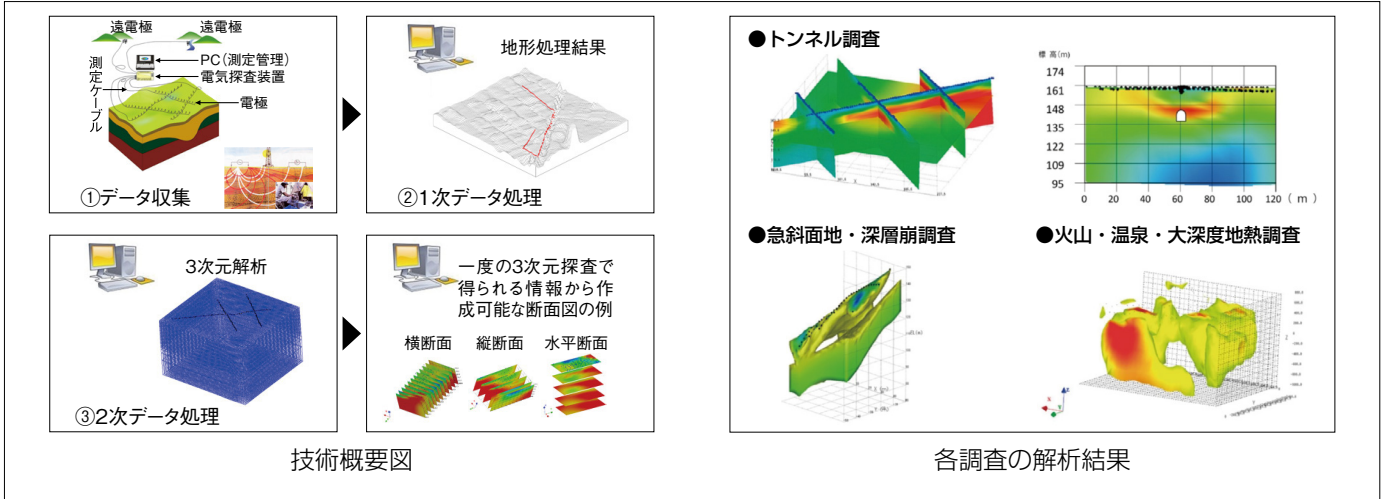 遠電極
遠電極
PC(測定管理)
電気探査装置
測定ケーブル
電極
①データ収集
地形処理結果
②1次データ処理
3次元解析
③2次データ処理
一度の3次元探査で
得られる情報から作
成可能な断面図の例
横断面 縦断面 水平断面
技術概要図
●トンネル調査
標高(m)
174
161
148
135
122
109
95
0 20 40 60 80 100 120 (m)
●急斜面地・深層崩調査
●火山・温泉・大深度地熱調査
X
Z
Y
各調査の解析結果